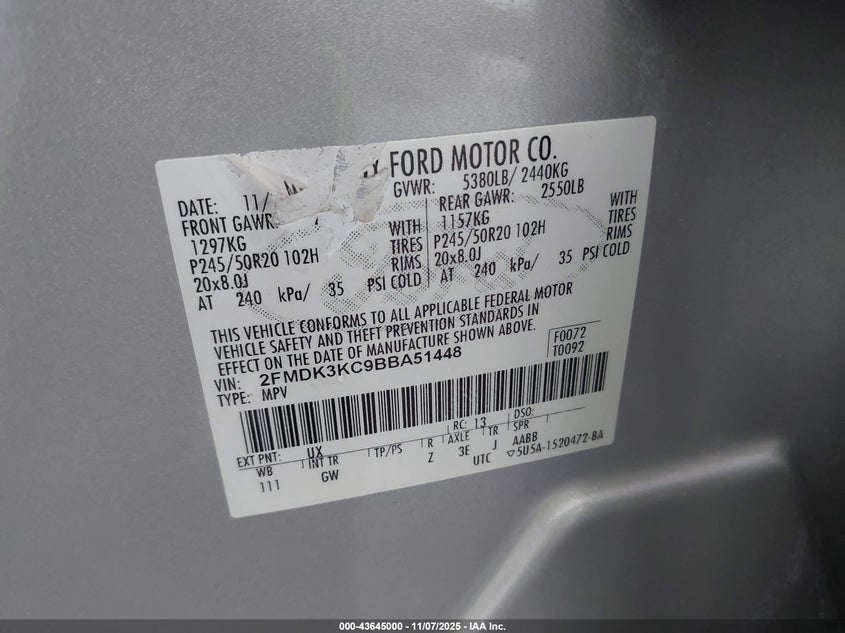 FORD MOTOR CO.
DATE: 11/ GVWR: 5380LB/ 2440KG
FRONT GAWR: REAR GAWR: 2550LB
1297KG WITH 1157KG WITH
P245/50R20 102H TIRES P245/50R20 102H TIRES
20x8.0J RIMS 20x8.0J RIMS
AT 240 kPa/ 35 PSI COLD AT 240 kPa/ 35 PSI COLD
THIS VEHICLE CONFORMS TO ALL APPLICABLE FEDERAL MOTOR
VEHICLE SAFETY AND THEFT PREVENTION STANDARDS IN
EFFECT ON THE DATE OF MANUFACTURE SHOWN ABOVE.
VIN: 2FMDK3KC9BBA51448 F0072
TYPE: MPV T0092
EXT PNT: UX RC: 13 DSO:
WB INT TR TP/PS R AXLE TR SPR
111 GW Z 3E J AABB
UTC ▽5U5A-1520472-BA
000-43645000 - 11/07/2025 - IAA Inc.